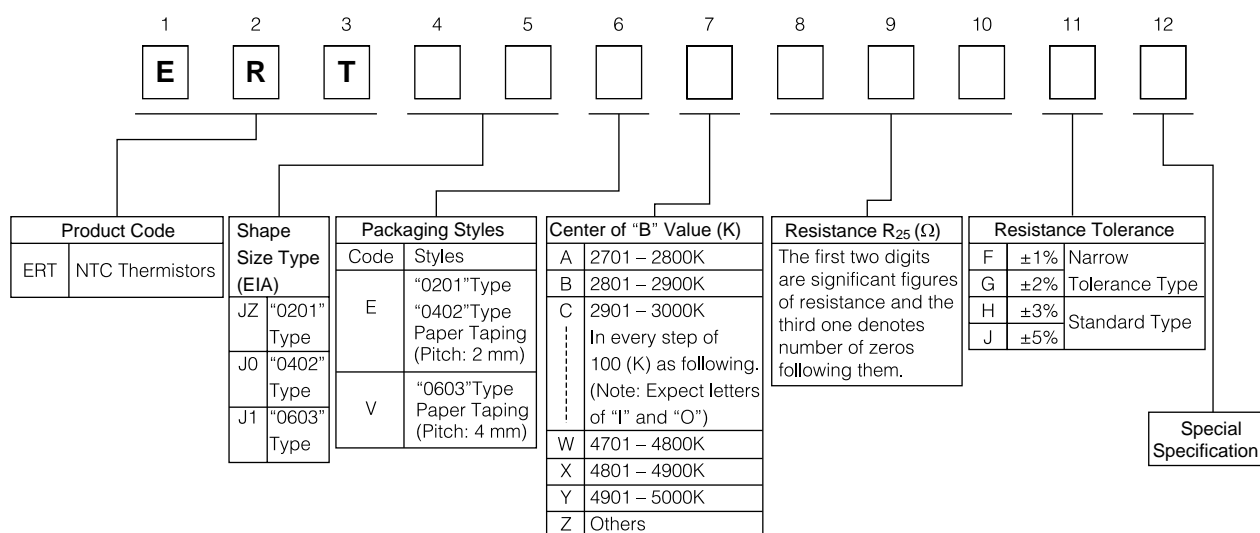 1 2 3 4 5 6 7 8 9 10 11 12
E R T
Product Code
ERT NTC Thermistors
Shape
Size Type
(EIA)
JZ “0201”
Type
J0 “0402”
Type
J1 “0603”
Type
Packaging Styles
Code Styles
E
“0201”Type
“0402”Type
Paper Taping
(Pitch: 2 mm)
V
“0603”Type
Paper Taping
(Pitch: 4 mm)
Center of “B” Value (K)
A 2701 – 2800K
B 2801 – 2900K
C 2901 – 3000K
In every step of
100 (K) as following.
(Note: Expect letters
of “I” and “O”)
W 4701 – 4800K
X 4801 – 4900K
Y 4901 – 5000K
Z Others
Resistance R25 (Ω)
The first two digits
are significant figures
of resistance and the
third one denotes
number of zeros
following them.
Resistance Tolerance
F ±1% Narrow
G ±2% Tolerance Type
H ±3%
Standard Type
J ±5%
Special
Specification